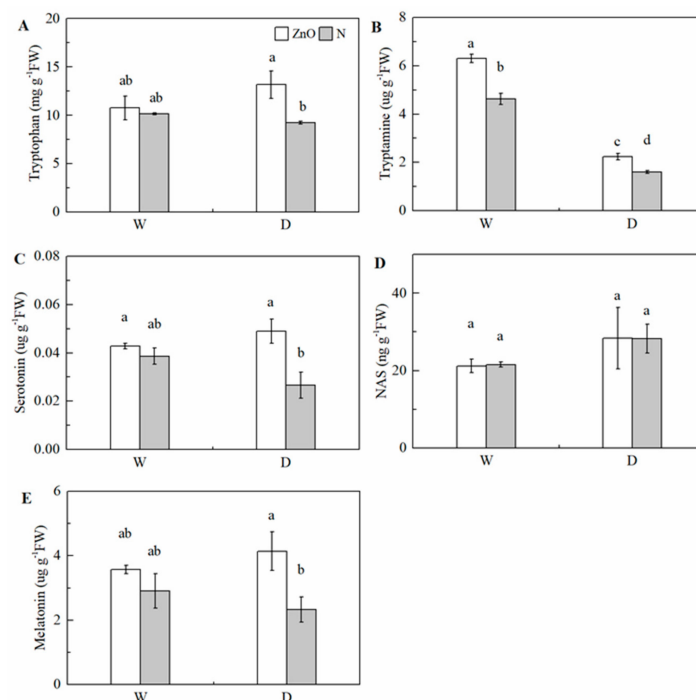 A
Tryptophan (mg g⁻¹FW)
20
15
10
5
0
ZnO N
ab ab a b
W D
B
Tryptamine (ug g⁻¹FW)
8
6
4
2
0
a b c d
W D
C
Serotonin (ug g⁻¹FW)
0.08
0.06
0.04
0.02
0.00
a ab a b
W D
D
NAS (ng g⁻¹FW)
40
20
0
a a a a
W D
E
Melatonin (ug g⁻¹FW)
6
4
2
0
ab ab a b
W D